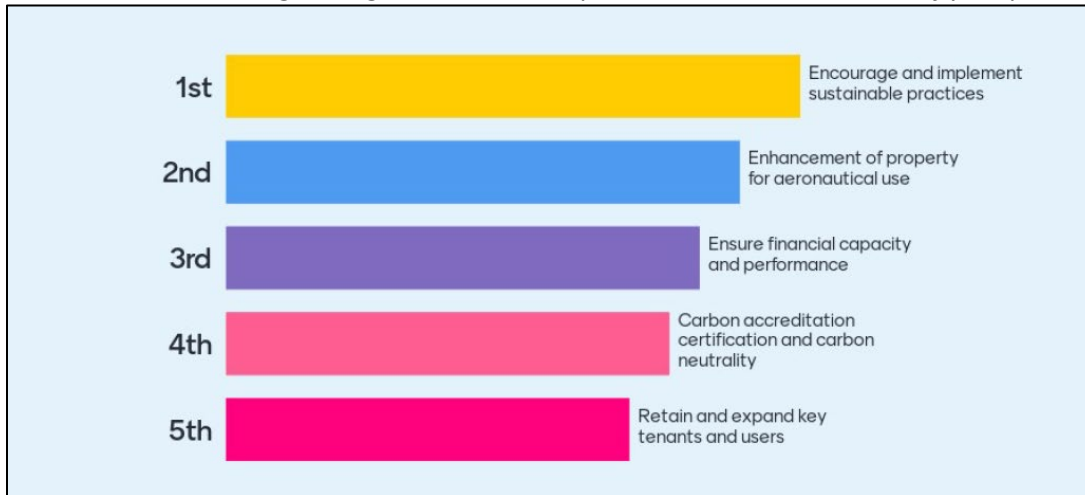 1st
Encourage and implement
sustainable practices
2nd
Enhancement of property
for aeronautical use
3rd
Ensure financial capacity
and performance
4th
Carbon accreditation
certification and carbon
neutrality
5th
Retain and expand key
tenants and users